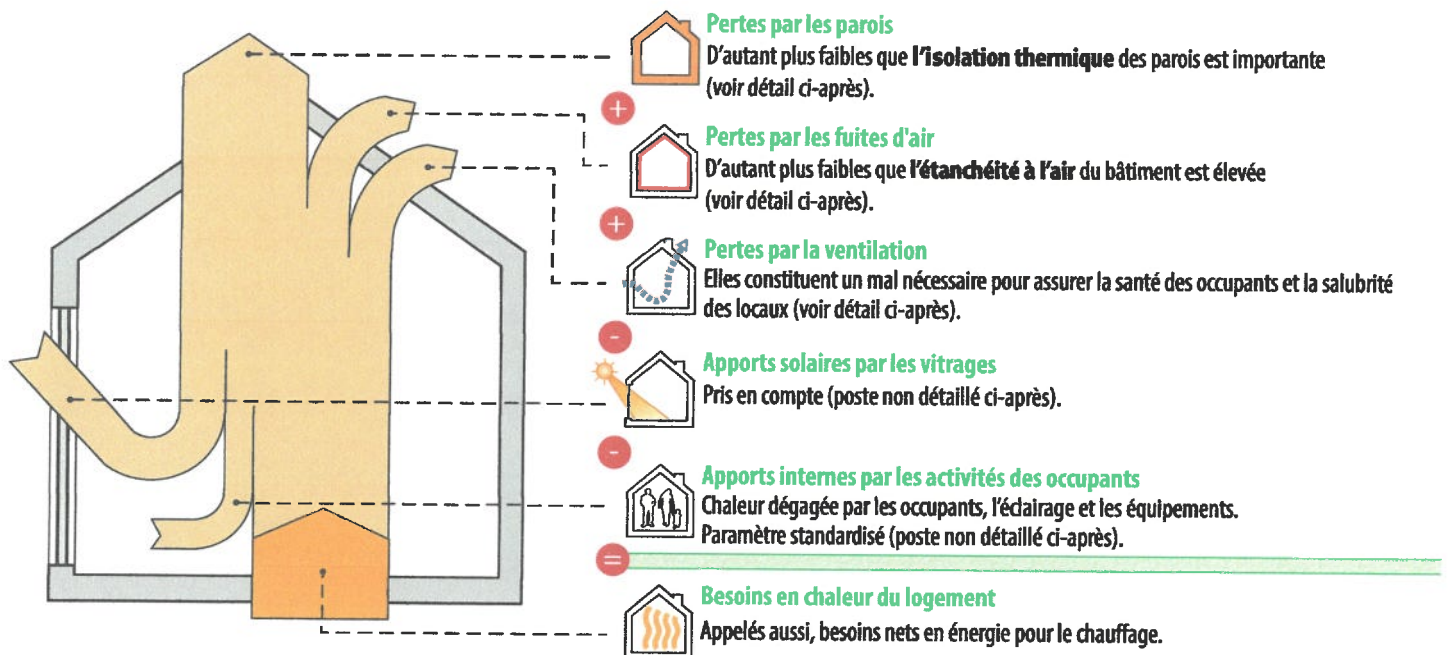 Pertes par les parois
D'autant plus faibles que l'isolation thermique des parois est importante
(voir détail ci-après).
+
Pertes par les fuites d'air
D'autant plus faibles que l'étanchéité à l'air du bâtiment est élevée
(voir détail ci-après).
+
Pertes par la ventilation
Elles constituent un mal nécessaire pour assurer la santé des occupants et la salubrité
des locaux (voir détail ci-après).
-
Apports solaires par les vitrages
Pris en compte (poste non détaillé ci-après).
-
Apports internes par les activités des occupants
Chaleur dégagée par les occupants, l'éclairage et les équipements.
Paramètre standardisé (poste non détaillé ci-après).
=
Besoins en chaleur du logement
Appelés aussi, besoins nets en énergie pour le chauffage.